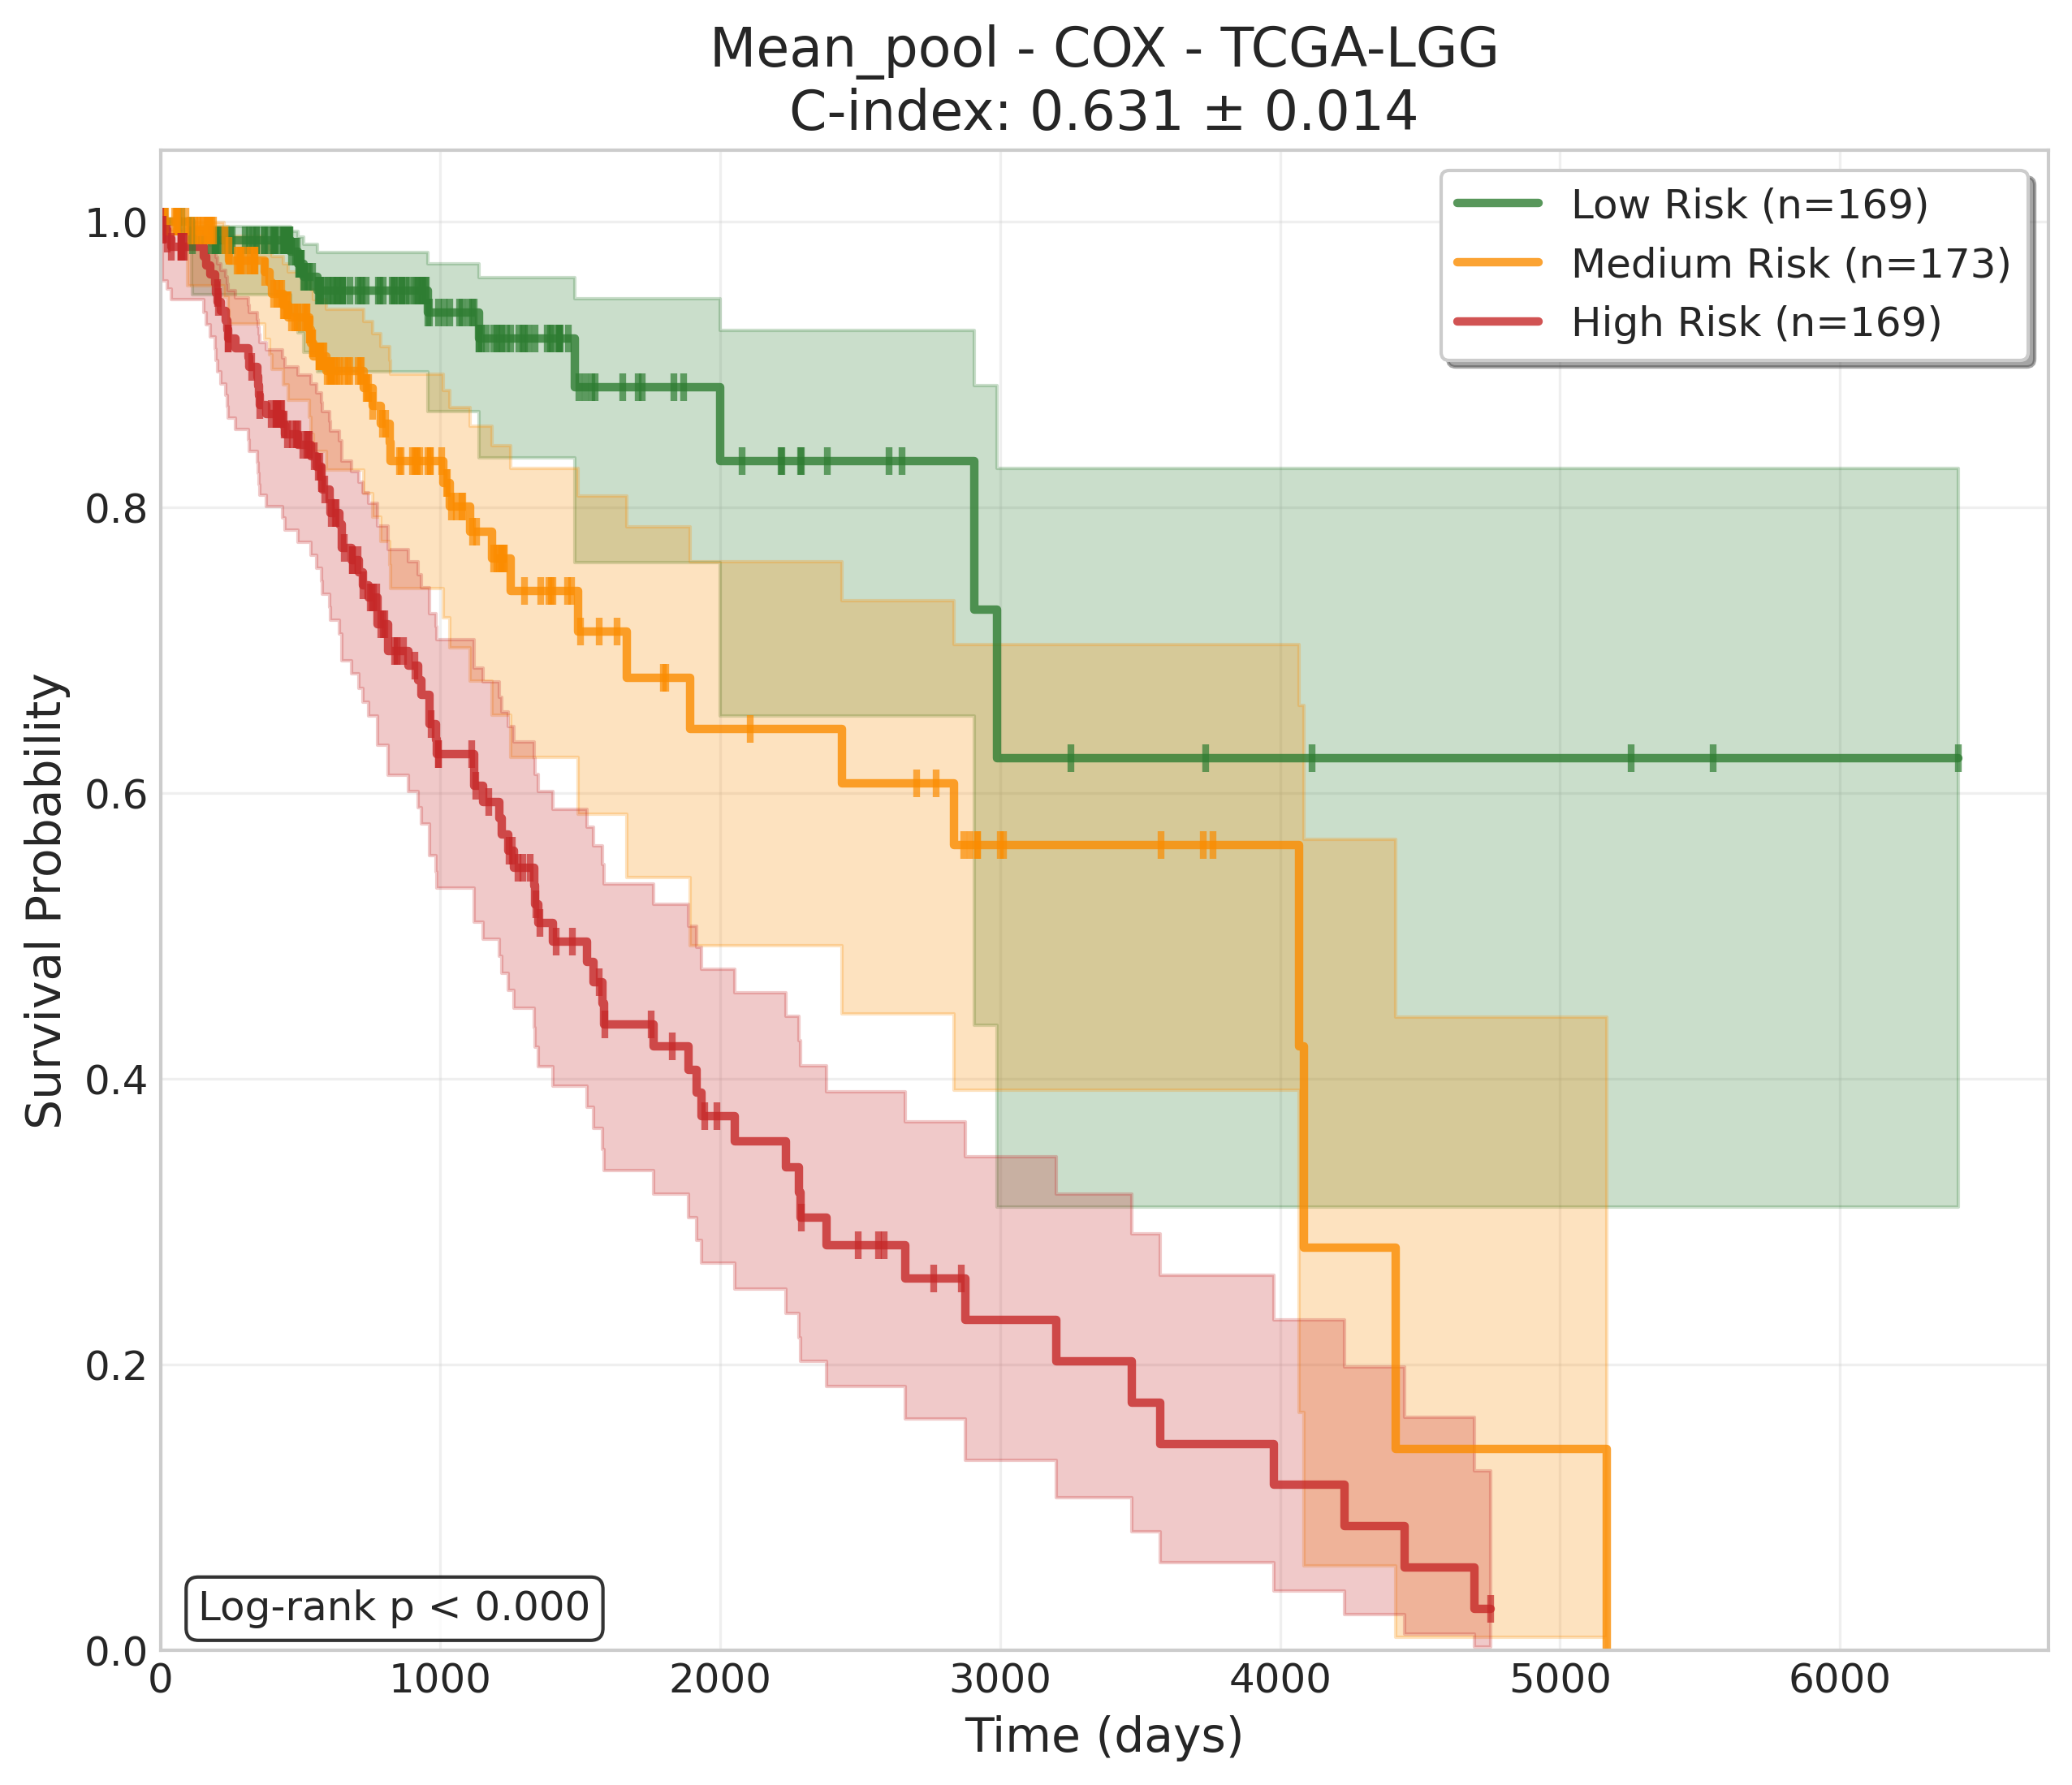 Mean_pool - COX - TCGA-LGG
C-index: 0.631 ± 0.014
Low Risk (n=169)
Medium Risk (n=173)
High Risk (n=169)
Survival Probability
1.0
0.8
0.6
0.4
0.2
0.0
Log-rank p < 0.000
0 1000 2000 3000 4000 5000 6000
Time (days)